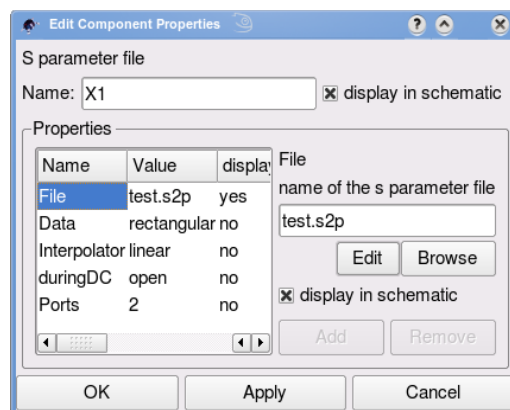 Edit Component Properties
S parameter file
Name: X1 display in schematic
Properties
Name Value display
File test.s2p yes
Data rectangular no
Interpolator linear no
duringDC open no
Ports 2 no
File
name of the s parameter file
test.s2p
Edit Browse
display in schematic
Add Remove
OK Apply Cancel